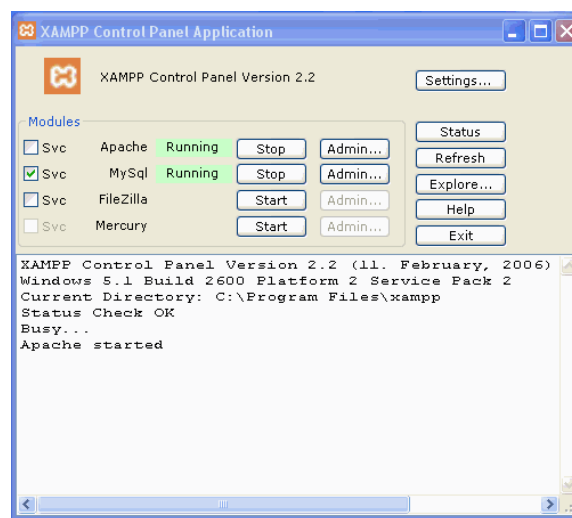 XAMPP Control Panel Application
XAMPP Control Panel Version 2.2
Settings...
Modules
Svc Apache Running Stop Admin...
Svc MySql Running Stop Admin...
Svc FileZilla Start Admin...
Svc Mercury Start Admin...
Status
Refresh
Explore...
Help
Exit
XAMPP Control Panel Version 2.2 (11. February, 2006)
Windows 5.1 Build 2600 Platform 2 Service Pack 2
Current Directory: C:\Program Files\xampp
Status Check OK
Busy...
Apache started